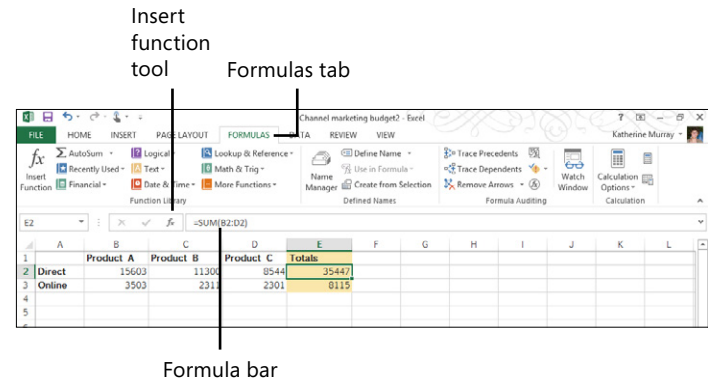 Insert
function
tool
Formulas tab
Channel marketing budget2 - Excel
FILE HOME INSERT PAGE LAYOUT FORMULAS DATA REVIEW VIEW Katherine Murray
fx
Insert
Function
AutoSum
Recently Used
Financial
Logical
Text
Date & Time
Lookup & Reference
Math & Trig
More Functions
Function Library
Name
Manager
Define Name
Use in Formula
Create from Selection
Defined Names
Trace Precedents
Trace Dependents
Remove Arrows
Formula Auditing
Watch
Window
Calculation
Options
Calculation
E2 fx =SUM(B2:D2)
A B C D E F G H I J K L
1 Product A Product B Product C Totals
2 Direct 15603 11300 8544 35447
3 Online 3503 2311 2301 8115
4
5
Formula bar